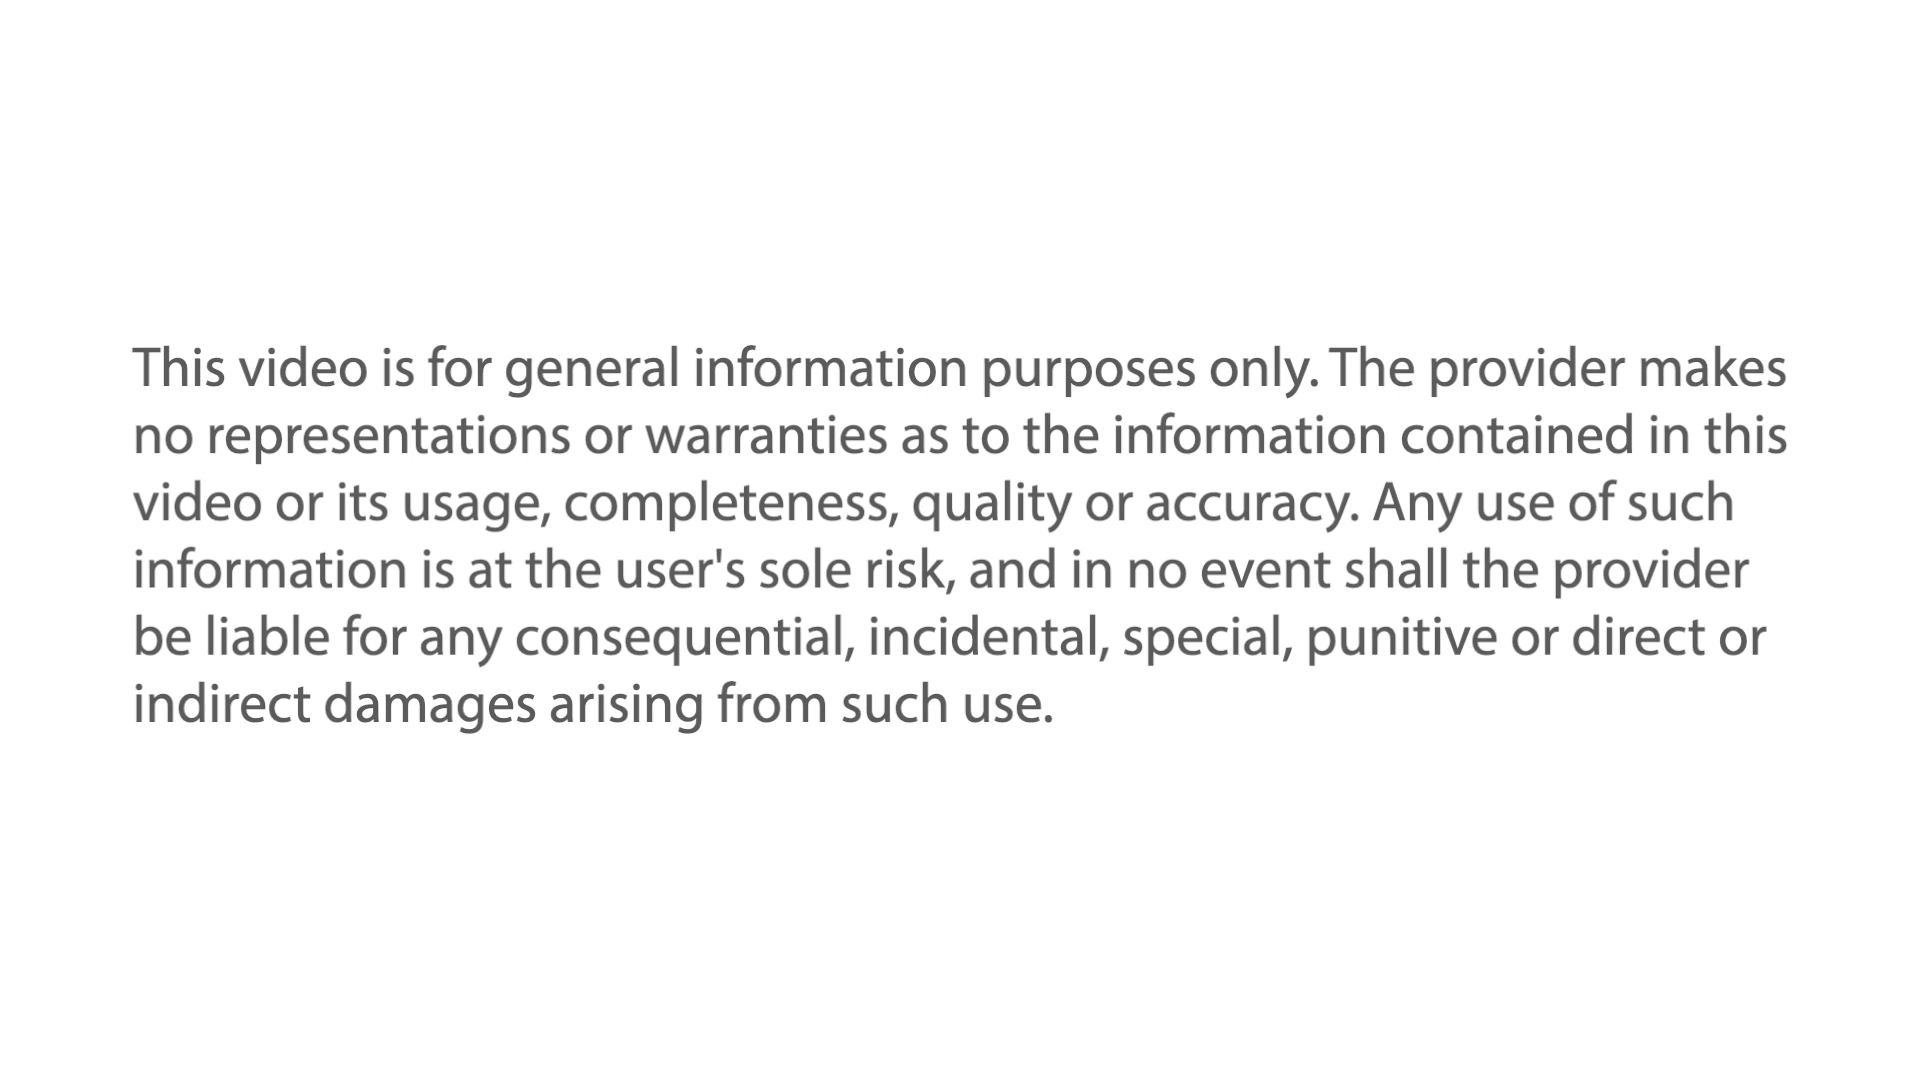 This video is for general information purposes only. The provider makes
no representations or warranties as to the information contained in this
video or its usage, completeness, quality or accuracy. Any use of such
information is at the user's sole risk, and in no event shall the provider
be liable for any consequential, incidental, special, punitive or direct or
indirect damages arising from such use.